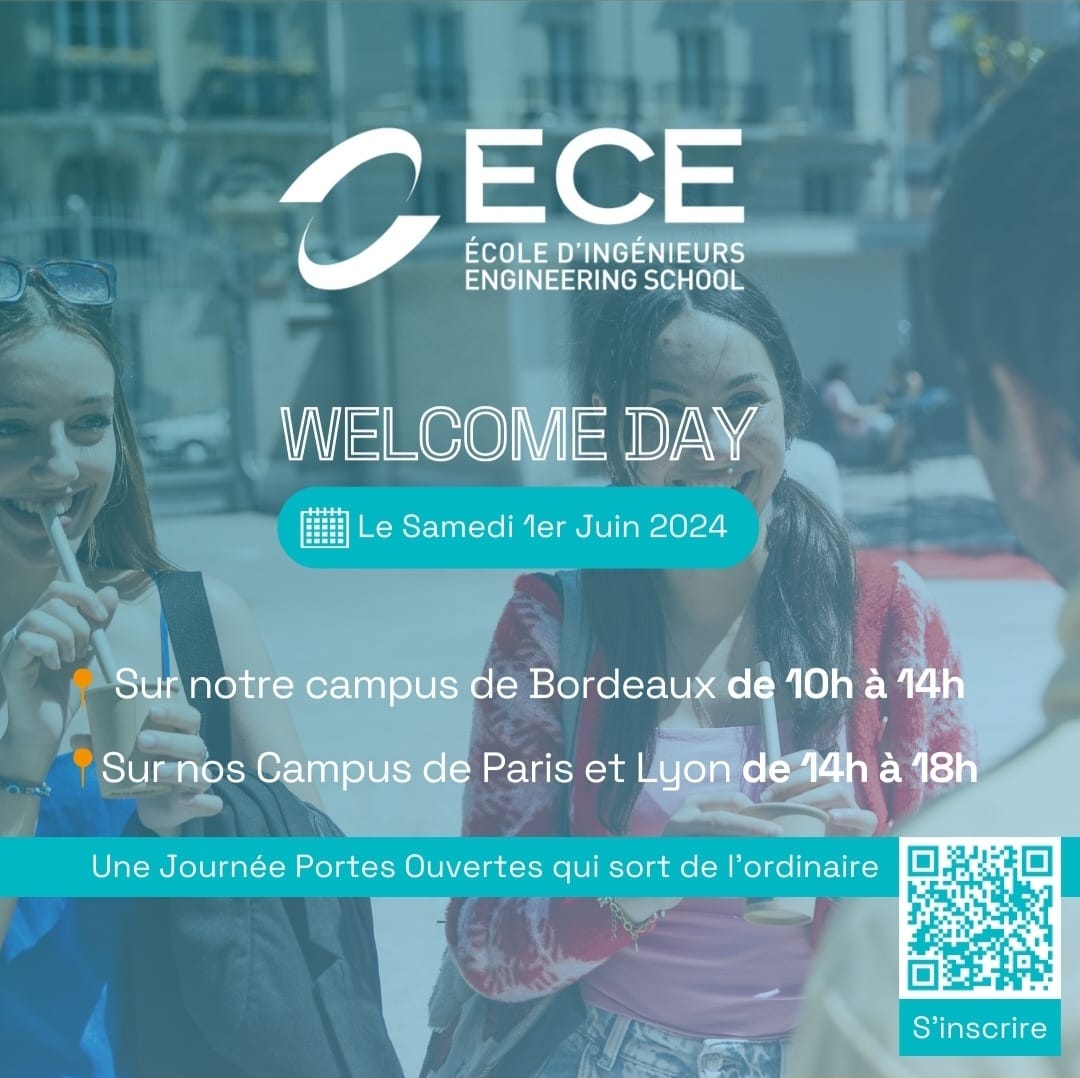 ECE
ÉCOLE D'INGÉNIEURS
ENGINEERING SCHOOL
WELCOME DAY
Le Samedi 1er Juin 2024
Sur notre campus de Bordeaux de 10h à 14h
Sur nos Campus de Paris et Lyon de 14h à 18h
Une Journée Portes Ouvertes qui sort de l'ordinaire
S'inscrire